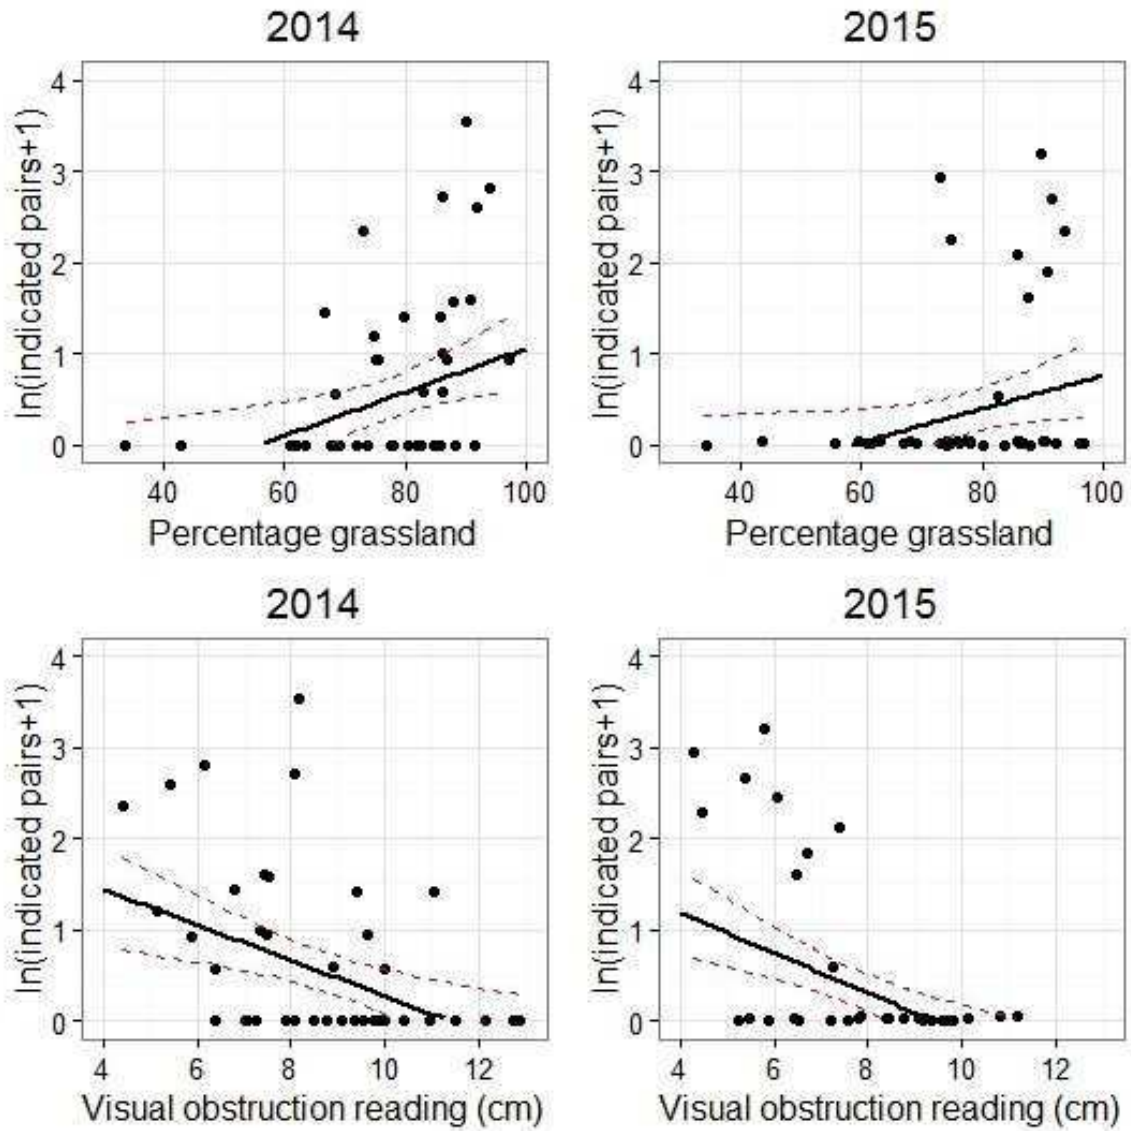 2014
2015
ln(indicated pairs+1)
4
3
2
1
0
40 60 80 100
Percentage grassland
ln(indicated pairs+1)
4
3
2
1
0
40 60 80 100
Percentage grassland
2014
2015
ln(indicated pairs+1)
4
3
2
1
0
4 6 8 10 12
Visual obstruction reading (cm)
ln(indicated pairs+1)
4
3
2
1
0
4 6 8 10 12
Visual obstruction reading (cm)